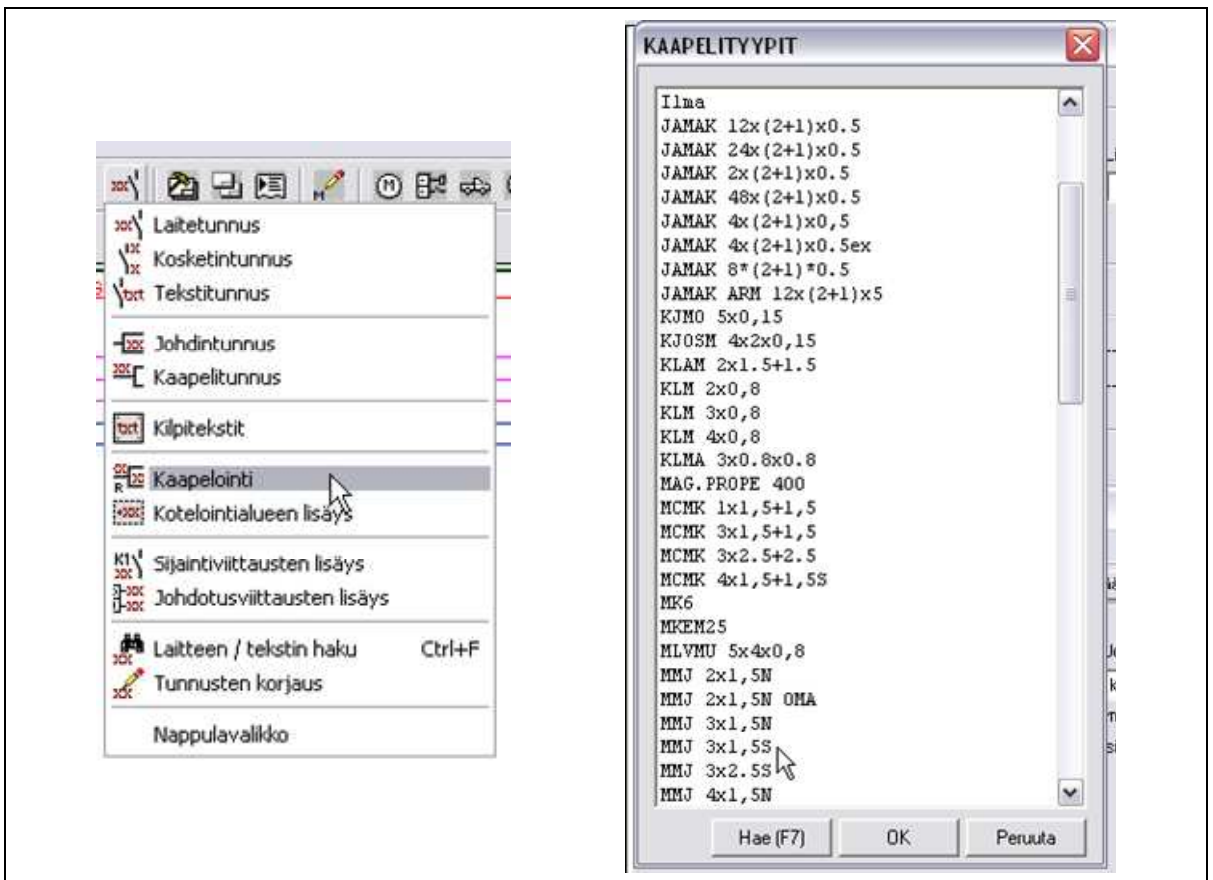 Laitetunnus
Kosketintunnus
Tekstitunnus
Johdintunnus
Kaapelitunnus
Kilpitekstit
Kaapelointi
Kotelointialueen lisäys
Sijaintiviittausten lisäys
Johdotusviittausten lisäys
Laitteen / tekstin haku Ctrl+F
Tunnusten korjaus
Nappulavalikko
KAAPELITYYPIT
Ilma
JAMAK 12x(2+1)x0.5
JAMAK 24x(2+1)x0.5
JAMAK 2x(2+1)x0.5
JAMAK 48x(2+1)x0.5
JAMAK 4x(2+1)x0,5
JAMAK 4x(2+1)x0.5ex
JAMAK 8*(2+1)*0.5
JAMAK ARM 12x(2+1)x5
KJMO 5x0,15
KJOSM 4x2x0,15
KLAM 2x1.5+1.5
KLM 2x0,8
KLM 3x0,8
KLM 4x0,8
KLMA 3x0.8x0.8
MAG.PROPE 400
MCMK 1x1,5+1,5
MCMK 3x1,5+1,5
MCMK 3x2.5+2.5
MCMK 4x1,5+1,5S
MK6
MKEM25
MLVMU 5x4x0,8
MMJ 2x1,5N
MMJ 2x1,5N OMA
MMJ 3x1,5N
MMJ 3x1,5S
MMJ 3x2.5S
MMJ 4x1,5N
Hae (F7) OK Peruuta